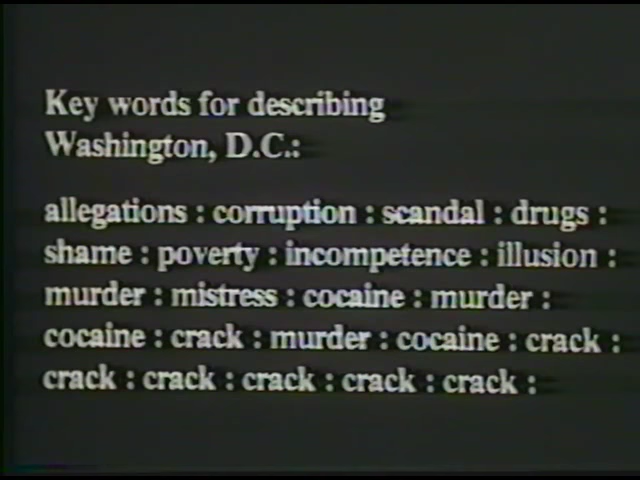 Key words for describing
Washington, D.C.:
allegations : corruption : scandal : drugs :
shame : poverty : incompetence : illusion :
murder : mistress : cocaine : murder :
cocaine : crack : murder : cocaine : crack :
crack : crack : crack : crack : crack :